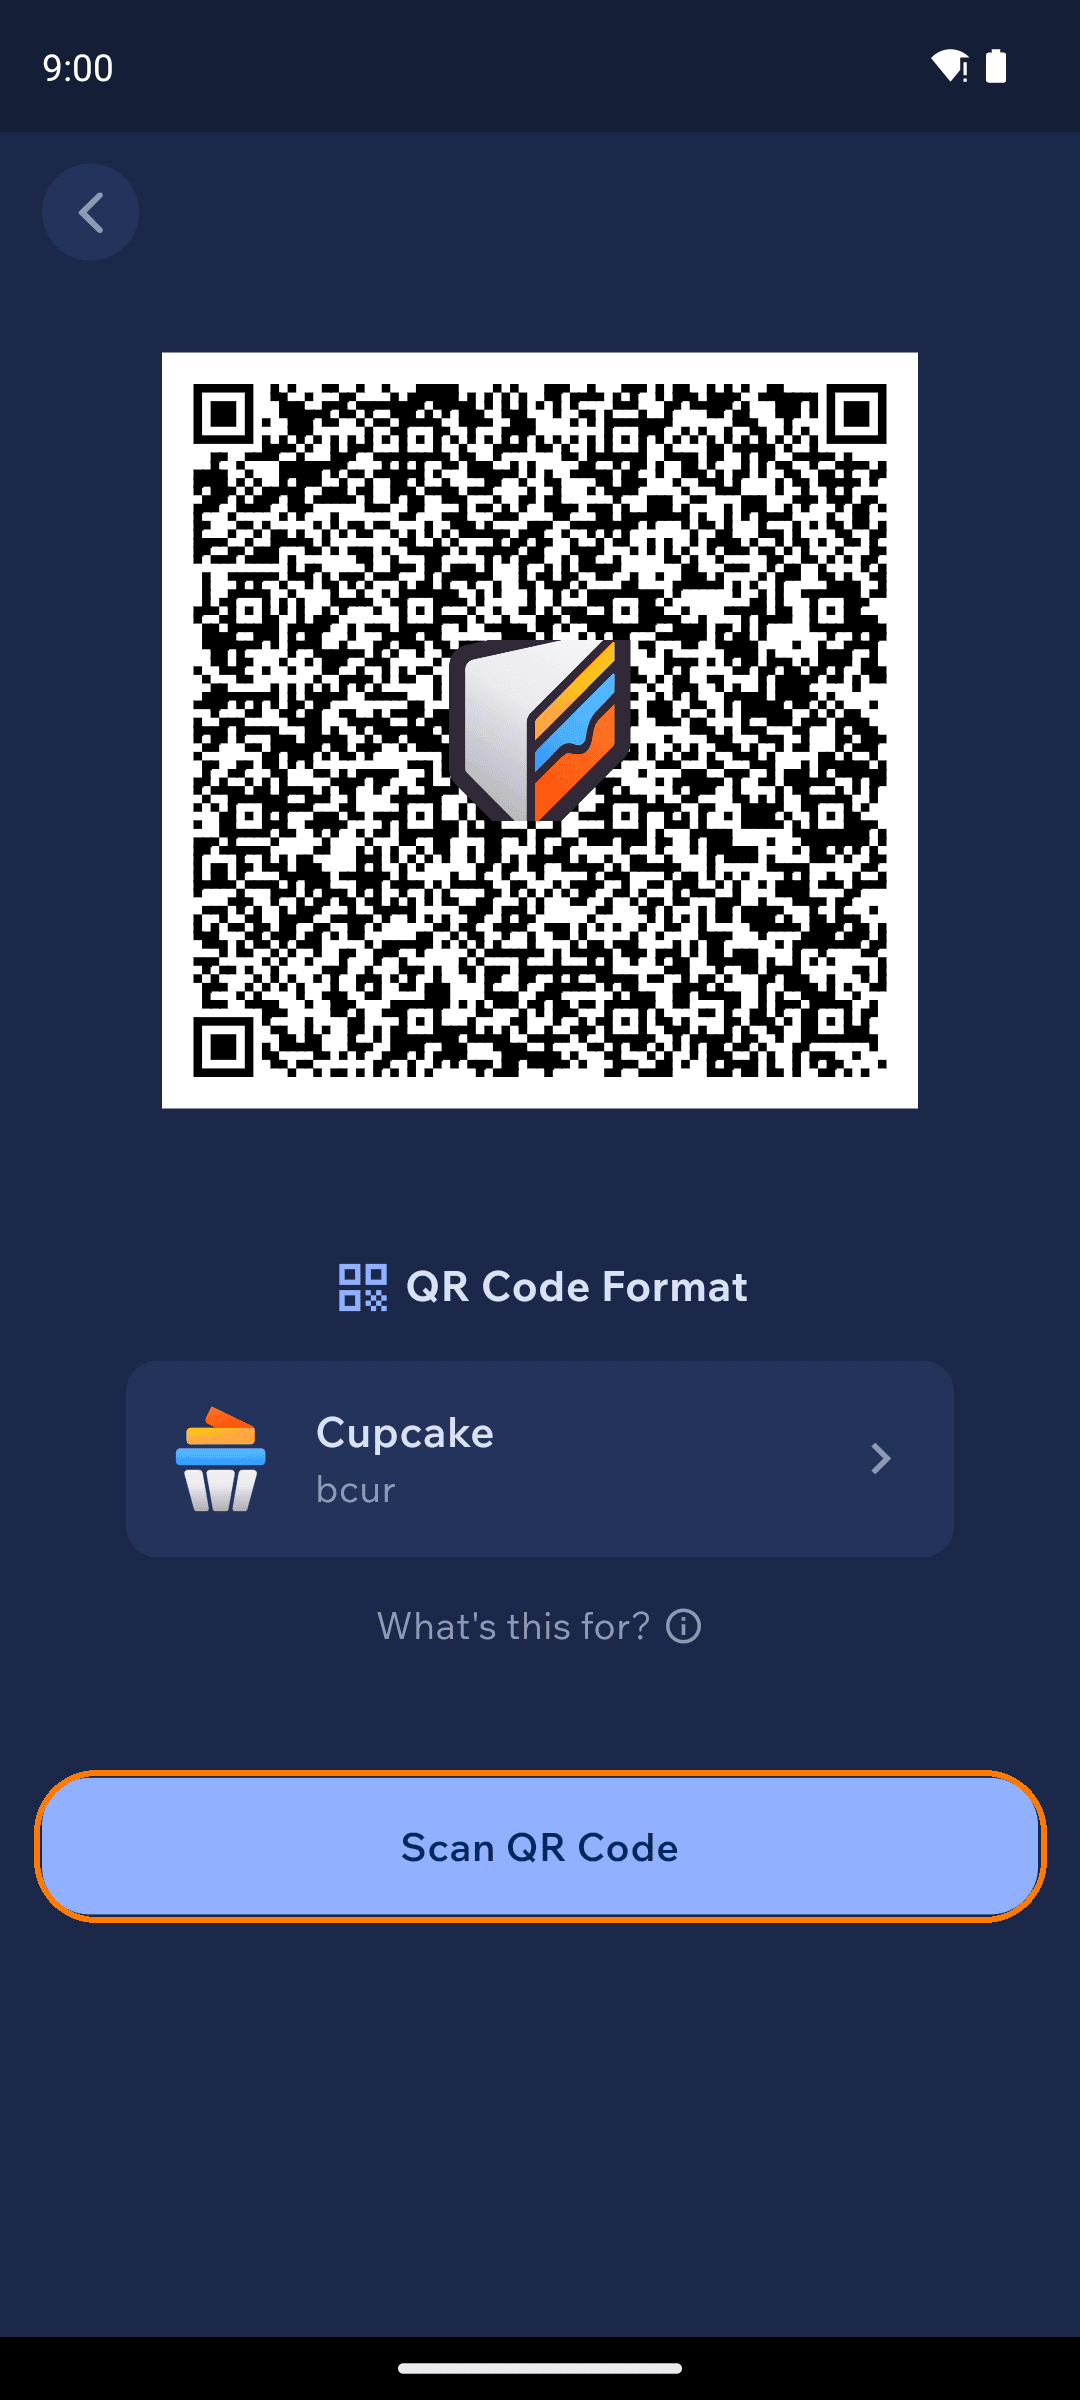 9:00
QR Code Format
Cupcake
bcur
What's this for?
Scan QR Code